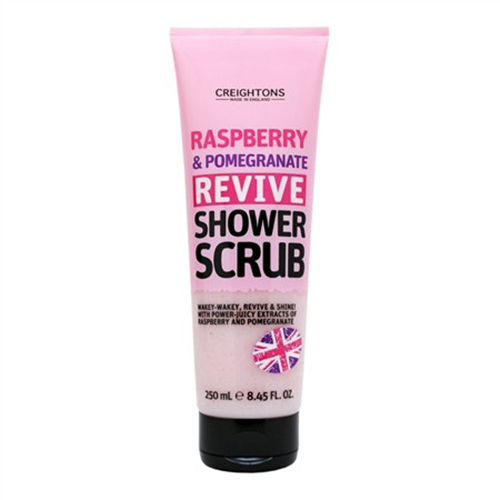 CREIGHTONS
MADE IN ENGLAND
RASPBERRY
& POMEGRANATE
REVIVE
SHOWER
SCRUB
WAKEY-WAKEY, REVIVE & SHINE!
WITH POWER-JUICY EXTRACTS OF
RASPBERRY AND POMEGRANATE
250 mL ℮ 8.45 FL. OZ.